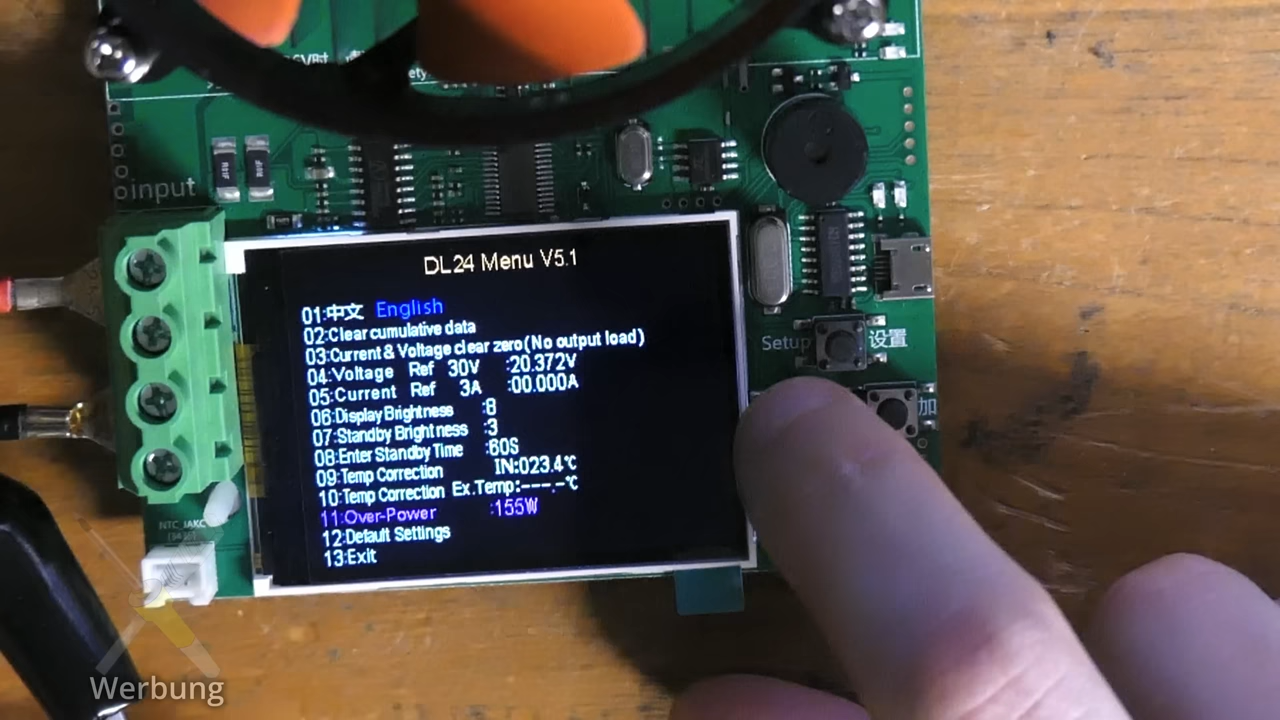 input
DL24 Menu V5.1
01:中文 English
02:Clear cumulative data
03:Current & Voltage clear zero(No output load)
04:Voltage Ref 30V :20.372V
05:Current Ref 3A :00.000A
06:Display Brightness :8
07:Standby Brightness :3
08:Enter Standby Time :60S
09:Temp Correction IN:023.4℃
10:Temp Correction Ex.Temp:---.-℃
11:Over-Power :155W
12:Default Settings
13:Exit
Setup 设置
加
Werbung